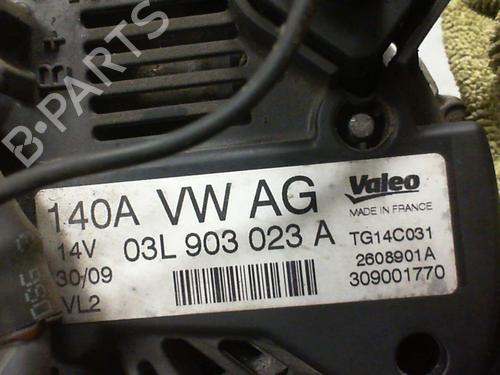 B+
B-PARTS
140A VW AG
Valeo
MADE IN FRANCE
14V 03L 903 023 A
TG14C031
30/09
2608901A
VL2
309001770